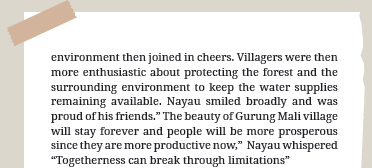 environment then joined in cheers. Villagers were then
more enthusiastic about protecting the forest and the
surrounding environment to keep the water supplies
remaining available. Nayau smiled broadly and was
proud of his friends.” The beauty of Gurung Mali village
will stay forever and people will be more prosperous
since they are more productive now,” Nayau whispered
“Togetherness can break through limitations”